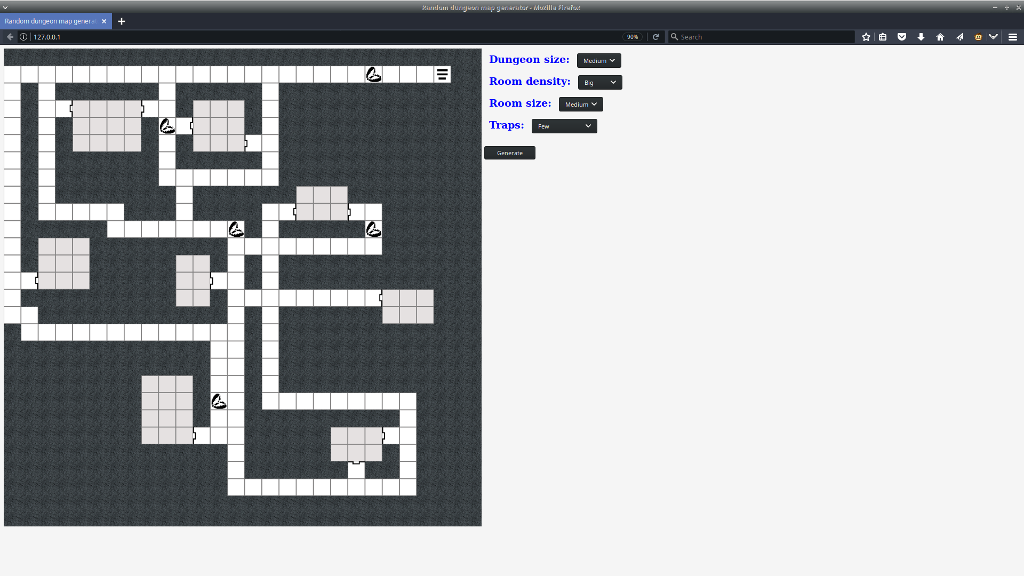 Random dungeon map generator - Mozilla Firefox
Random dungeon map genera
127.0.0.1
90%
Search
Dungeon size: Medium
Room density: Big
Room size: Medium
Traps: Few
Generate